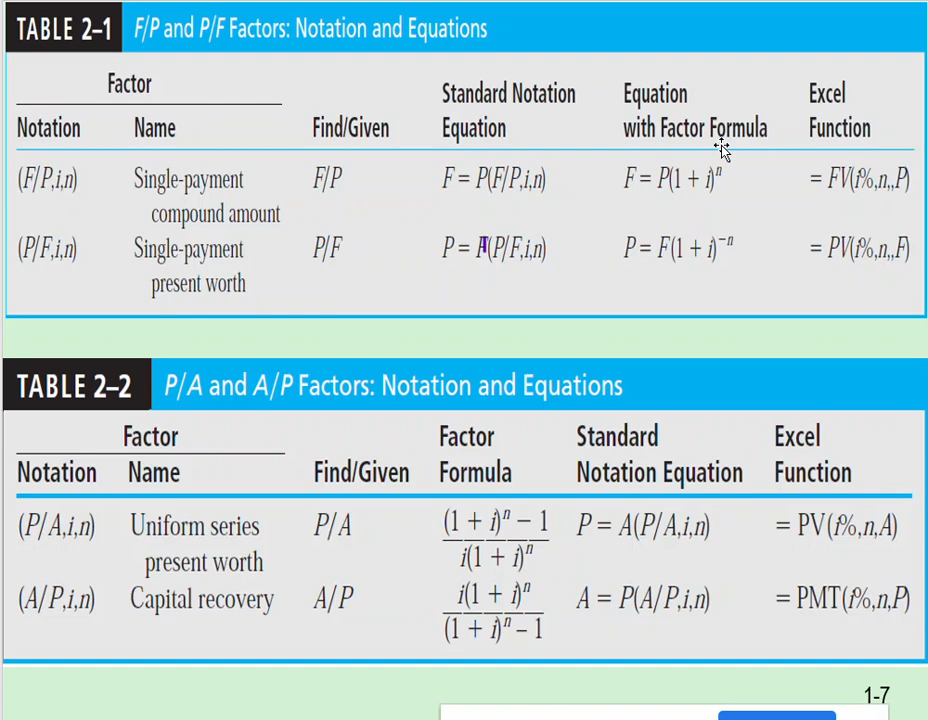 TABLE 2–1 F/P and P/F Factors: Notation and Equations
Factor
Standard Notation Equation Excel
Notation Name Find/Given Equation with Factor Formula Function
(F/P,i,n) Single-payment F/P F = P(F/P,i,n) F = P(1 + i)^n = FV(i%,n,,P)
compound amount
(P/F,i,n) Single-payment P/F P = F(P/F,i,n) P = F(1 + i)^−n = PV(i%,n,,F)
present worth
TABLE 2–2 P/A and A/P Factors: Notation and Equations
Factor Factor Standard Excel
Notation Name Find/Given Formula Notation Equation Function
(P/A,i,n) Uniform series P/A (1 + i)^n − 1 / i(1 + i)^n P = A(P/A,i,n) = PV(i%,n,A)
present worth
(A/P,i,n) Capital recovery A/P i(1 + i)^n / (1 + i)^n − 1 A = P(A/P,i,n) = PMT(i%,n,P)
1-7